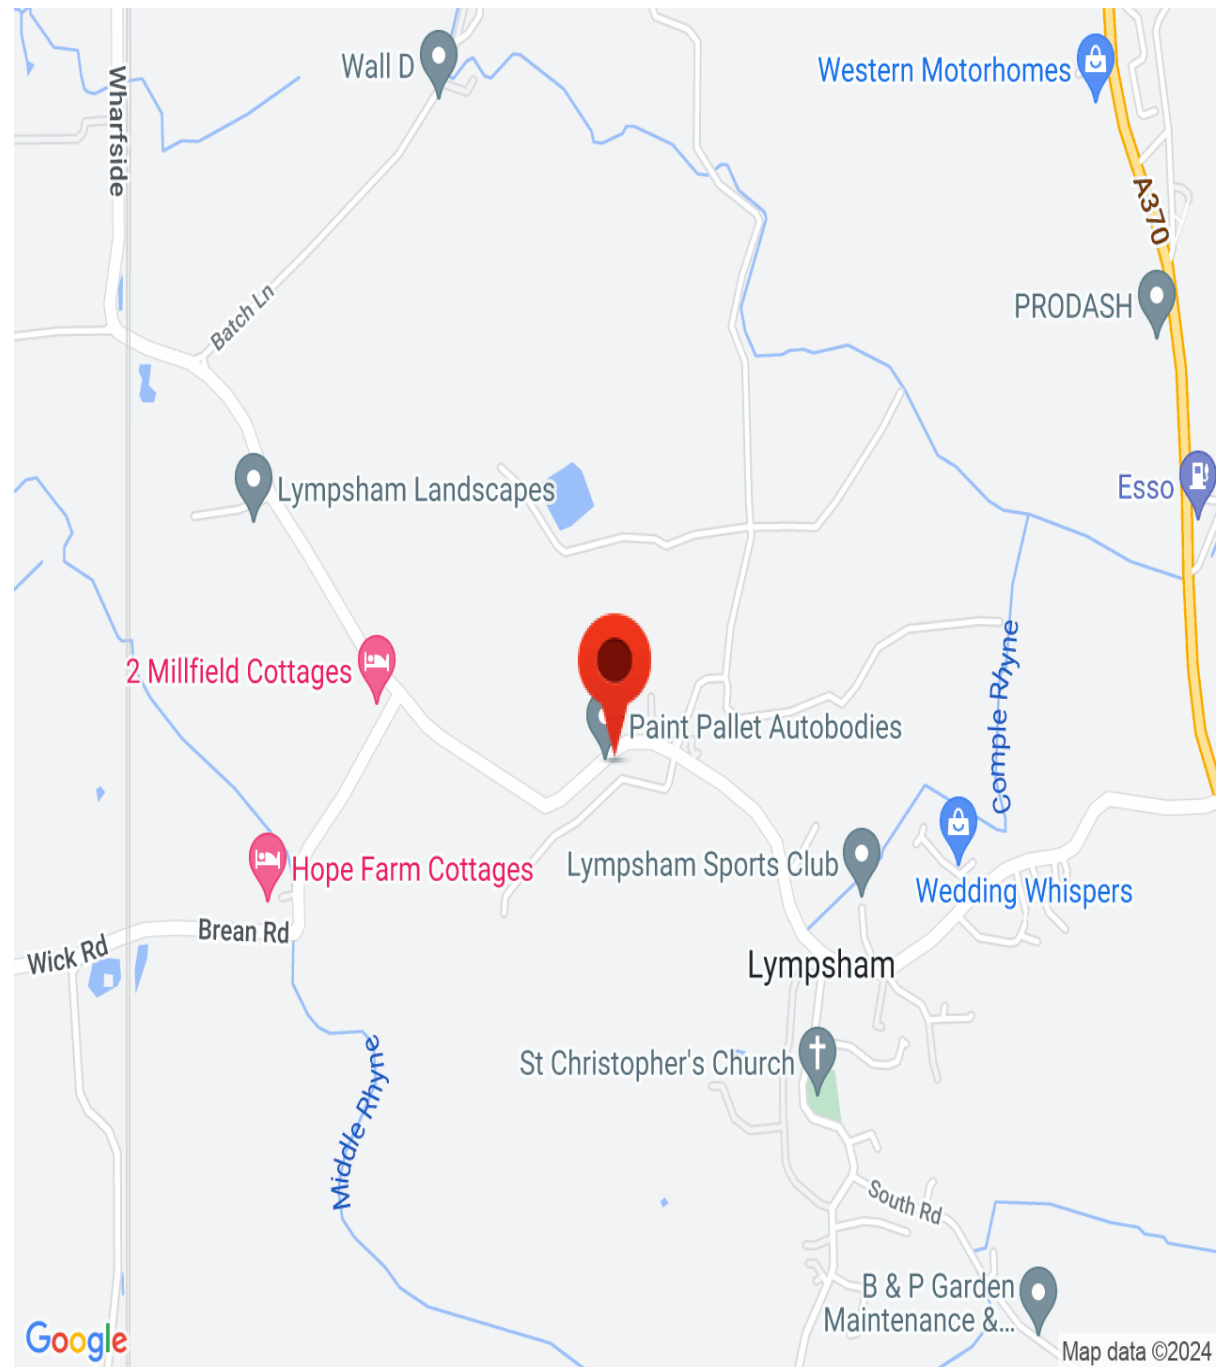 Wall D
Western Motorhomes
Wharfside
A370
Batch Ln
PRODASH
Lympsham Landscapes
Esso
2 Millfield Cottages
Comple Rhyne
Paint Pallet Autobodies
Hope Farm Cottages
Lympsham Sports Club
Wedding Whispers
Brean Rd
Wick Rd
Lympsham
St Christopher's Church
Middle Rhyne
South Rd
B & P Garden
Maintenance &...
Google
Map data ©2024